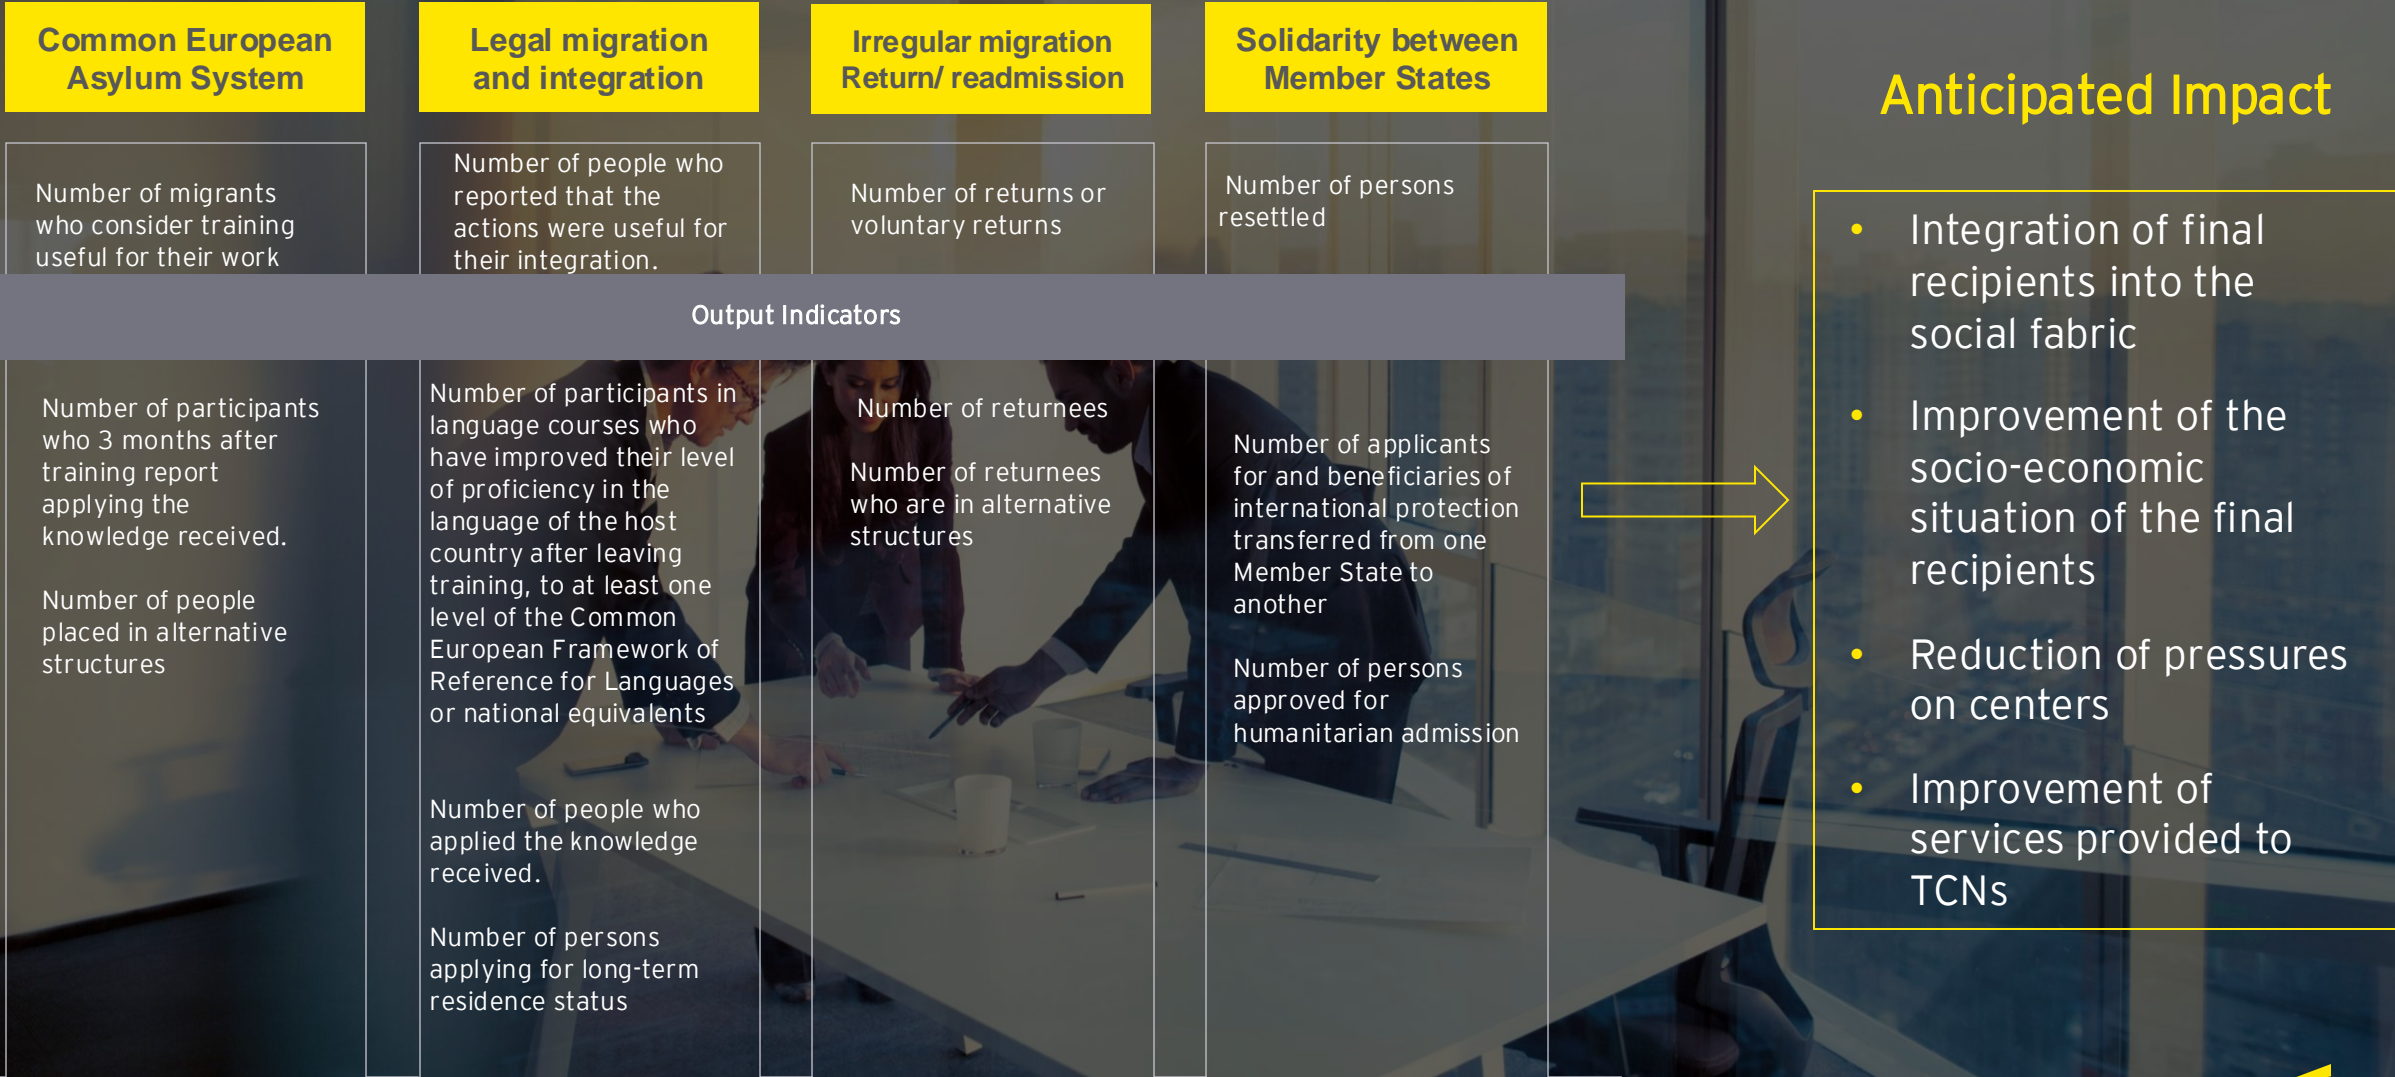 Common European
Asylum System
Legal migration
and integration
Irregular migration
Return/ readmission
Solidarity between
Member States
Anticipated Impact
Number of migrants
who consider training
useful for their work
Number of people who
reported that the
actions were useful for
their integration.
Number of returns or
voluntary returns
Number of persons
resettled
Output Indicators
Number of participants
who 3 months after
training report
applying the
knowledge received.
Number of people
placed in alternative
structures
Number of participants in
language courses who
have improved their level
of proficiency in the
language of the host
country after leaving
training, to at least one
level of the Common
European Framework of
Reference for Languages
or national equivalents
Number of people who
applied the knowledge
received.
Number of persons
applying for long-term
residence status
Number of returnees
Number of returnees
who are in alternative
structures
Number of applicants
for and beneficiaries of
international protection
transferred from one
Member State to
another
Number of persons
approved for
humanitarian admission
• Integration of final
recipients into the
social fabric
• Improvement of the
socio-economic
situation of the final
recipients
• Reduction of pressures
on centers
• Improvement of
services provided to
TCNs